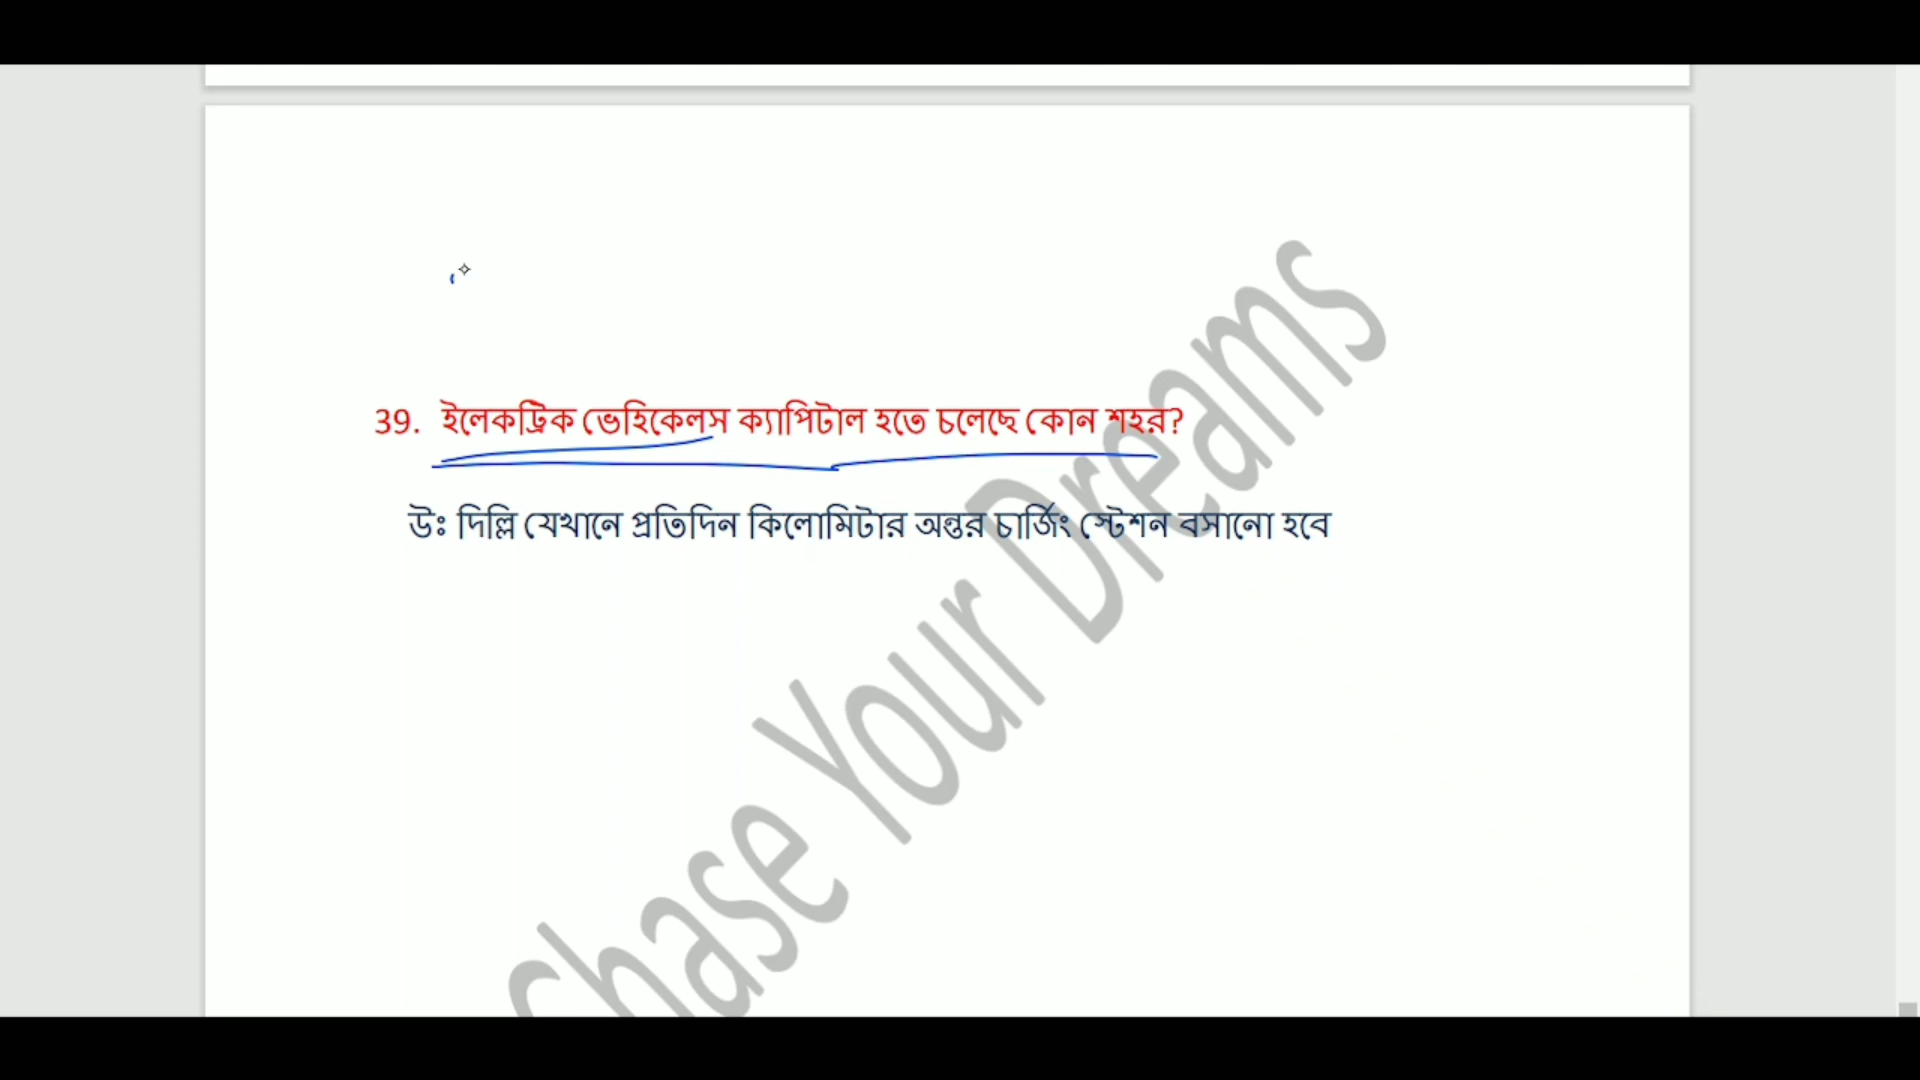 39. ইলেকট্রিক ভেহিকেলস ক্যাপিটাল হতে চলেছে কোন শহর?
উঃ দিল্লি যেখানে প্রতিদিন কিলোমিটার অন্তর চার্জিং স্টেশন বসানো হবে
Chase Your Dreams